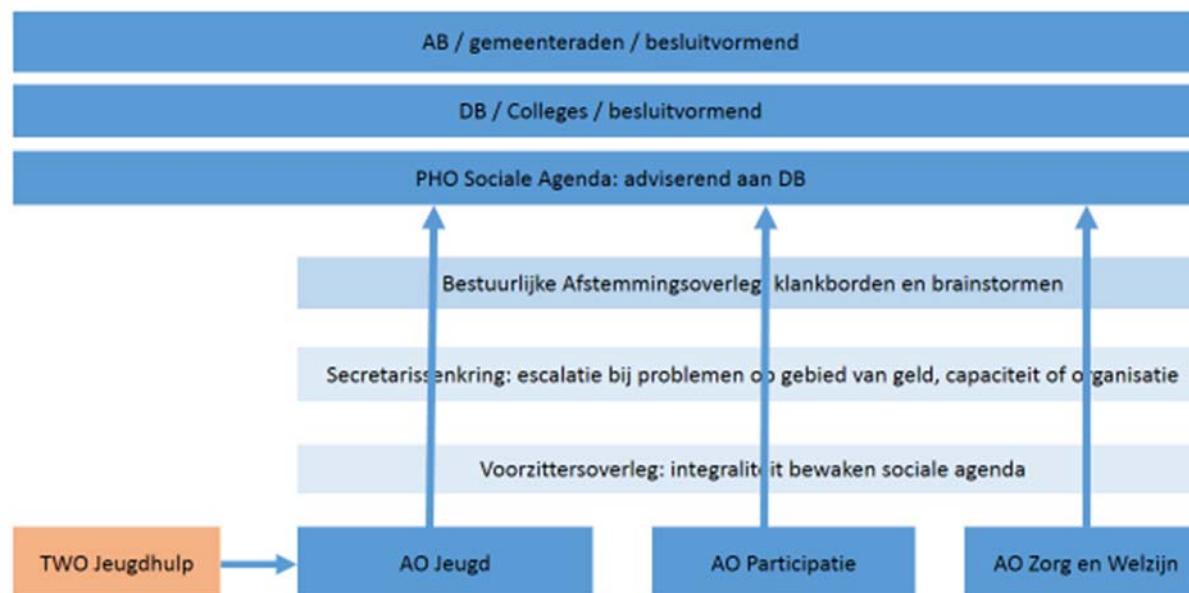 AB / gemeenteraden / besluitvormend
DB / Colleges / besluitvormend
PHO Sociale Agenda: adviserend aan DB
Bestuurlijke Afstemmingsoverleg: klankborden en brainstormen
Secretarissenkring: escalatie bij problemen op gebied van geld, capaciteit of organisatie
Voorzittersoverleg: integraliteit bewaken sociale agenda
TWO Jeugdhulp
AO Jeugd
AO Participatie
AO Zorg en Welzijn